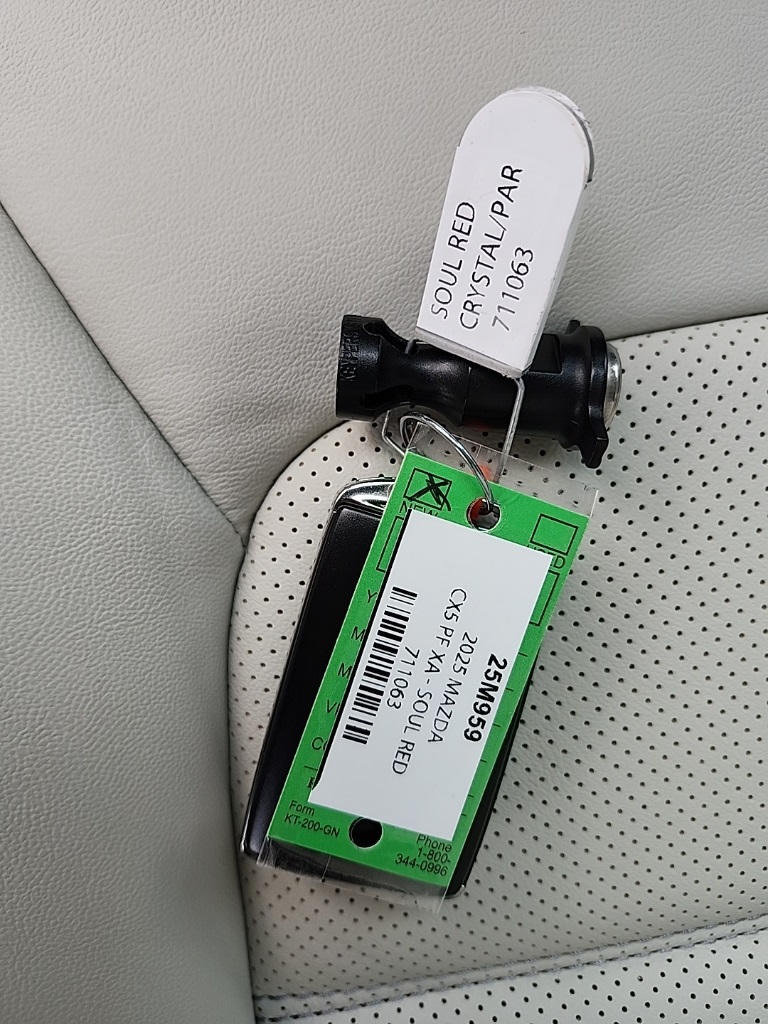 SOUL RED
CRYSTAL/PAR
711063
NEW
25M959
2025 MAZDA
CX5 PF XA - SOUL RED
711063
Y
M
M
V
Form
KT-200-GN
Phone
1-800-
344-0996